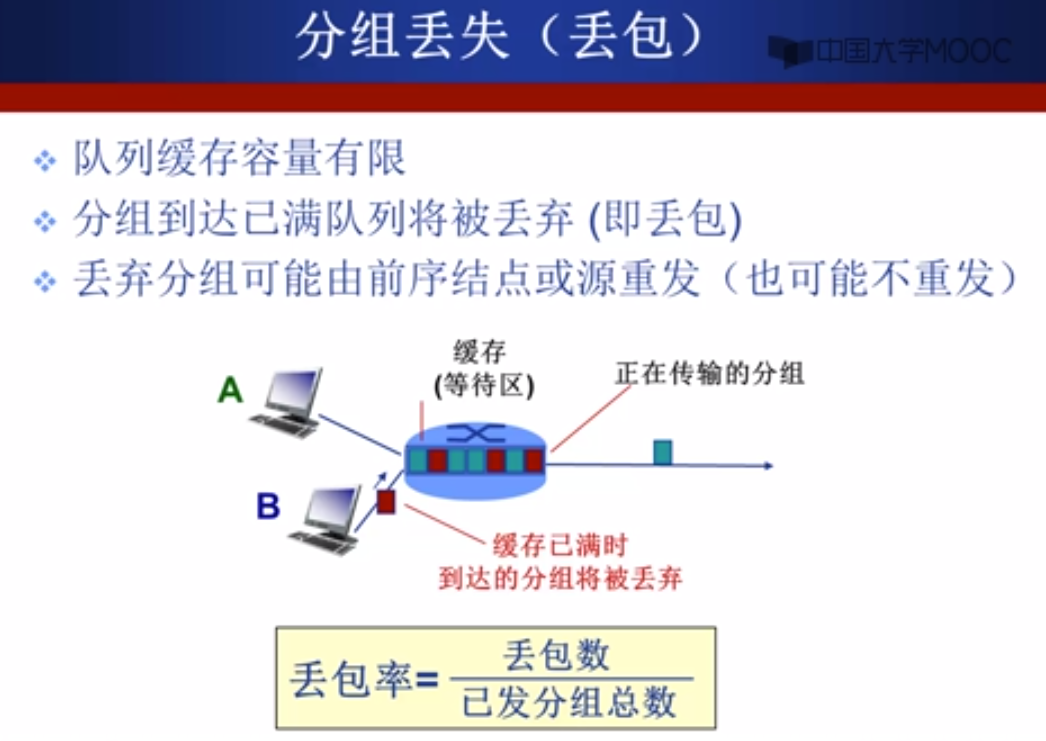 分组丢失（丢包）
中国大学MOOC
队列缓存容量有限
分组到达已满队列将被丢弃 (即丢包)
丢弃分组可能由前序结点或源重发（也可能不重发）
缓存
(等待区)
正在传输的分组
A
B
缓存已满时
到达的分组将被丢弃
丢包率=
丢包数
已发分组总数